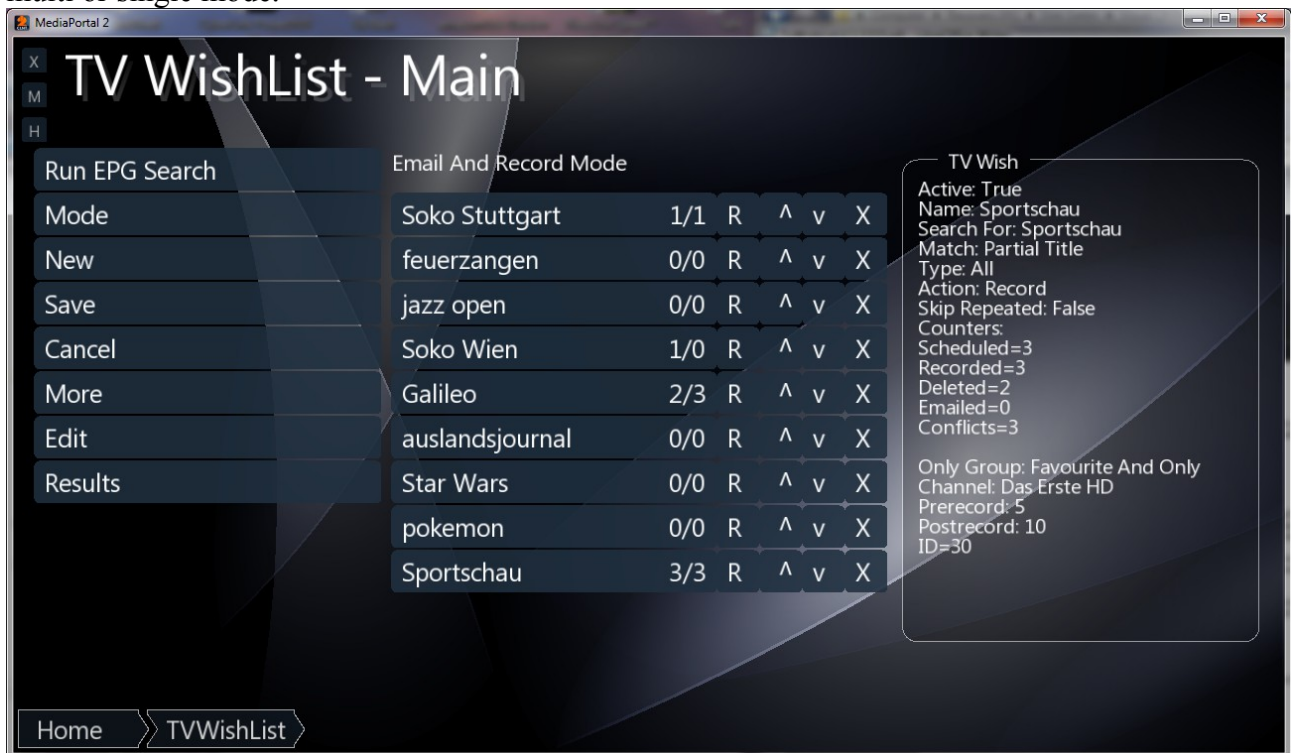 multi or single mode.
MediaPortal 2
X
M
H
TV WishList - Main
Run EPG Search
Mode
New
Save
Cancel
More
Edit
Results
Email And Record Mode
Soko Stuttgart 1/1 R ^ v X
feuerzangen 0/0 R ^ v X
jazz open 0/0 R ^ v X
Soko Wien 1/0 R ^ v X
Galileo 2/3 R ^ v X
auslandsjournal 0/0 R ^ v X
Star Wars 0/0 R ^ v X
pokemon 0/0 R ^ v X
Sportschau 3/3 R ^ v X
TV Wish
Active: True
Name: Sportschau
Search For: Sportschau
Match: Partial Title
Type: All
Action: Record
Skip Repeated: False
Counters:
Scheduled=3
Recorded=3
Deleted=2
Emailed=0
Conflicts=3
Only Group: Favourite And Only
Channel: Das Erste HD
Prerecord: 5
Postrecord: 10
ID=30
Home TVWishList